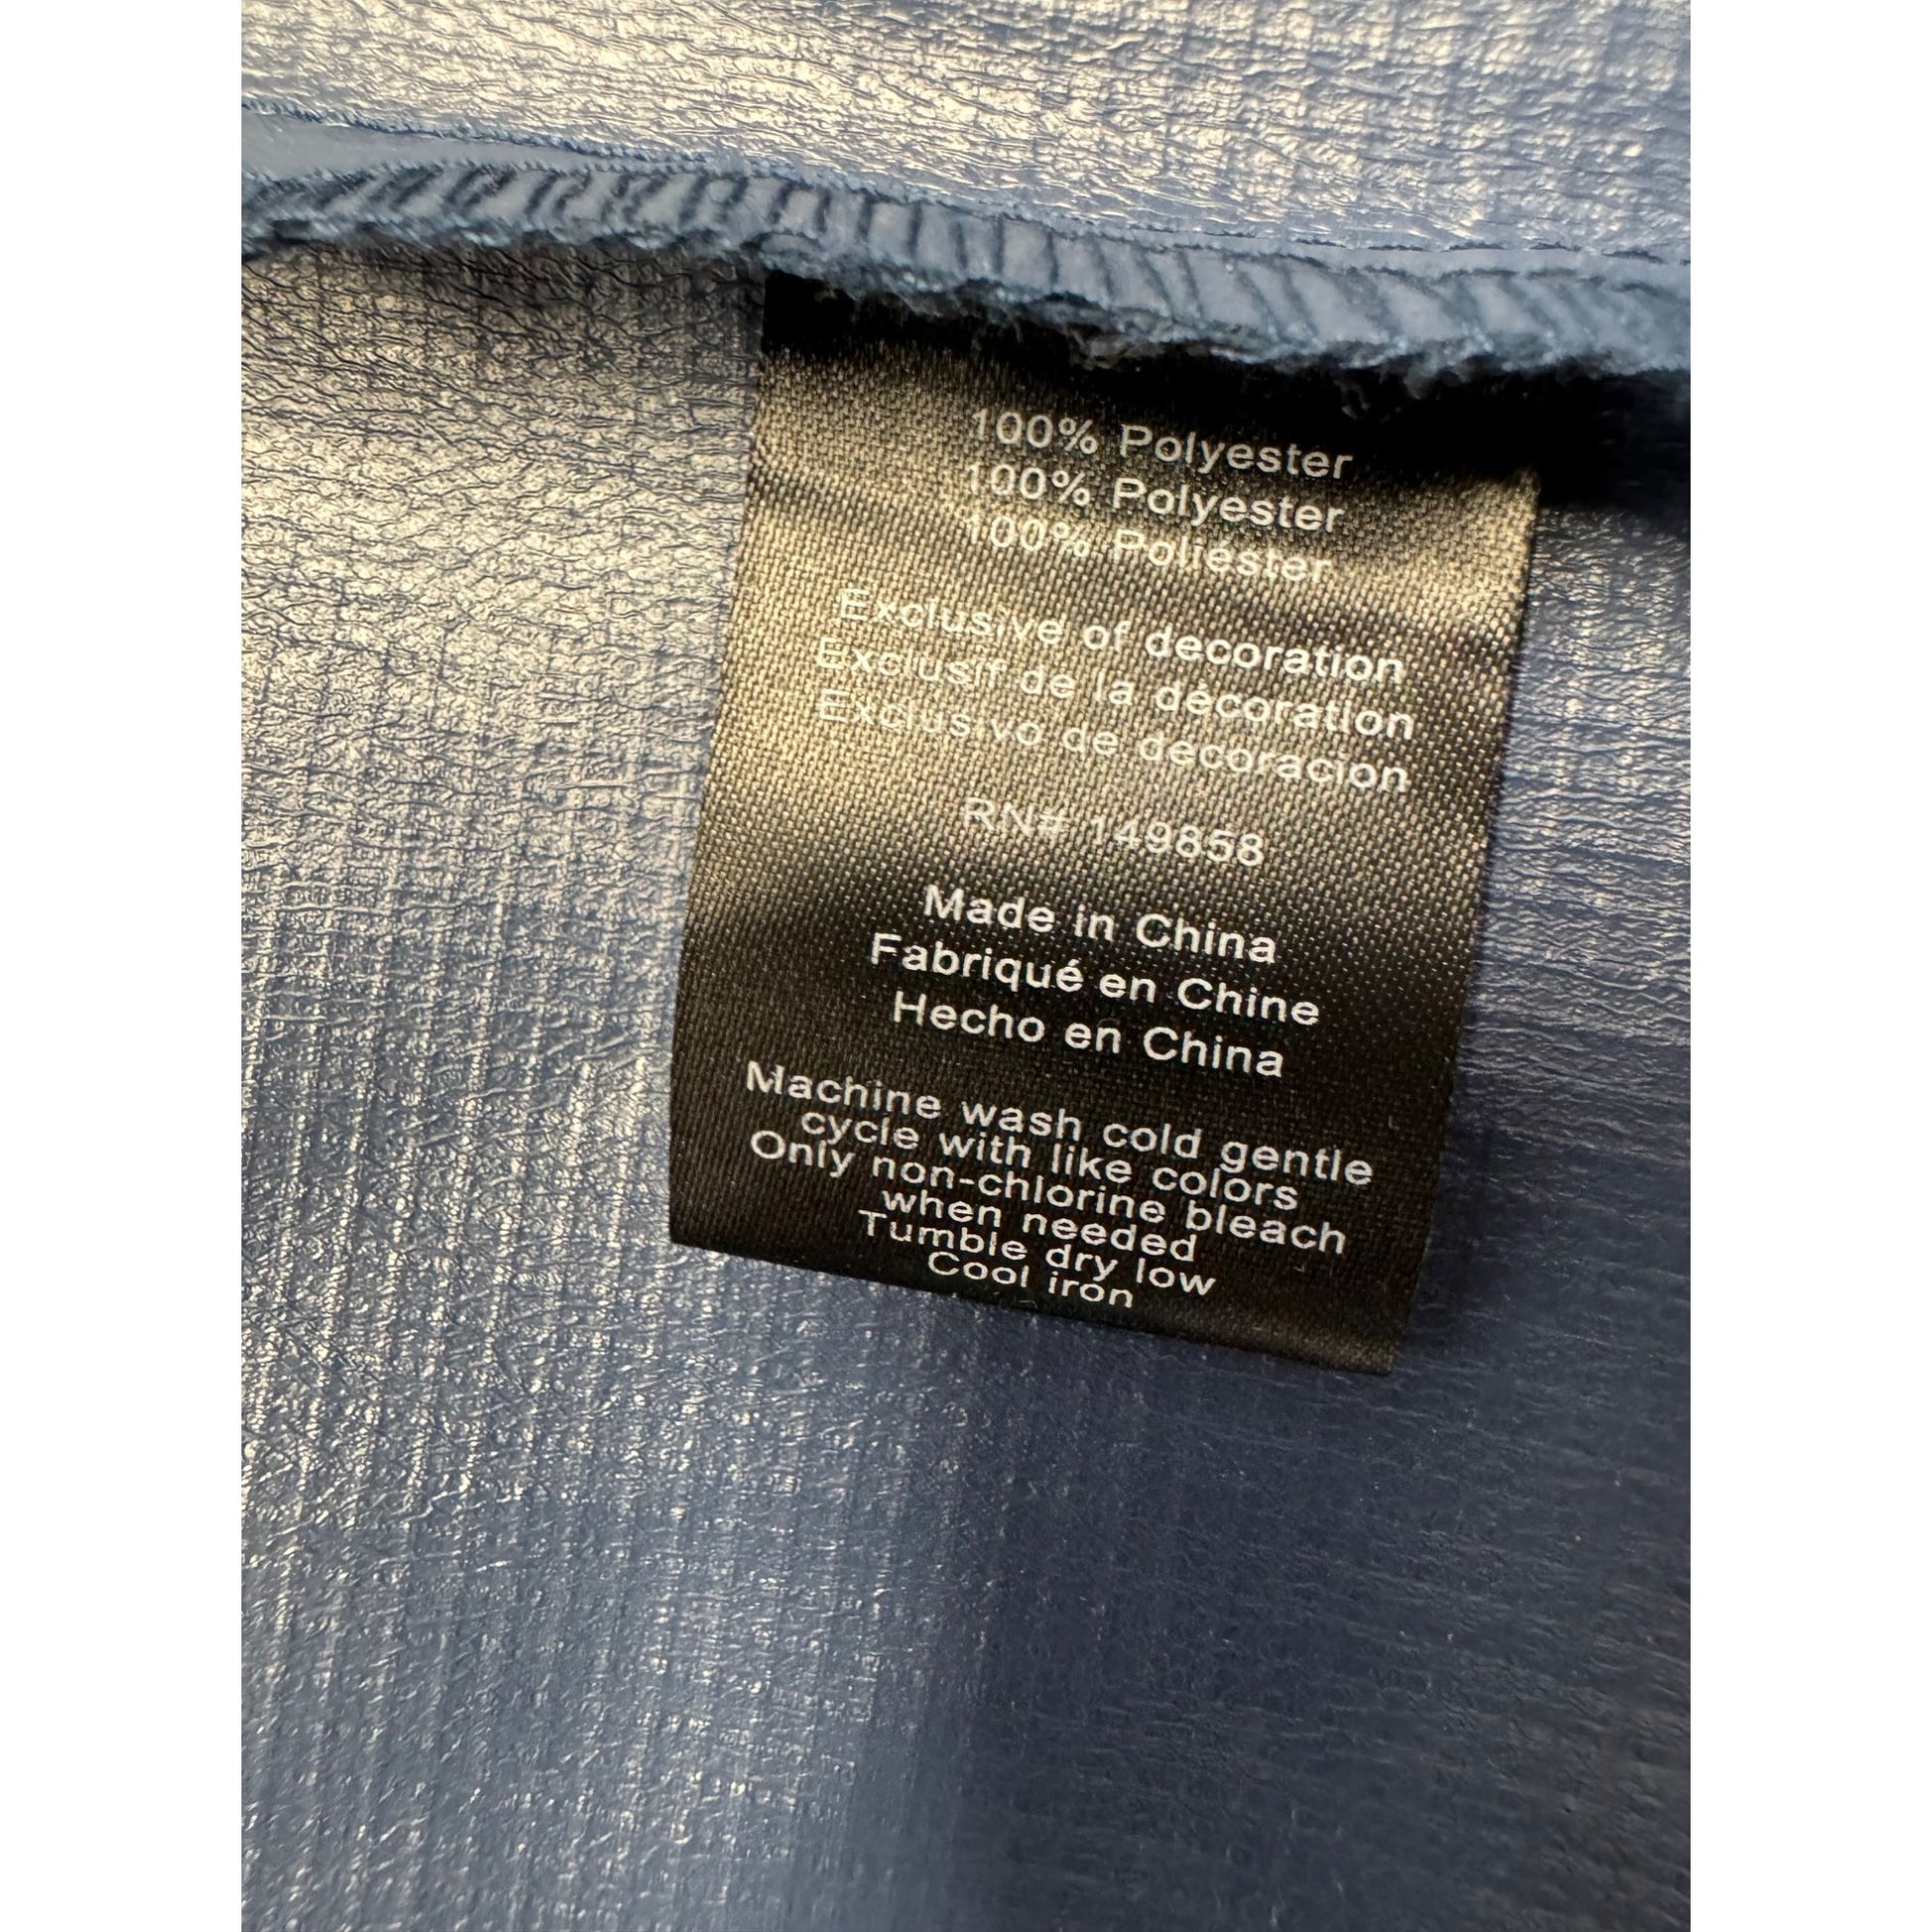 100% Polyester
100% Polyester
100% Poliester
Exclusive of decoration
Exclusif de la décoration
Exclusivo de decoracion
RN# 149858
Made in China
Fabriqué en Chine
Hecho en China
Machine wash cold gentle
cycle with like colors
Only non-chlorine bleach
when needed
Tumble dry low
Cool iron